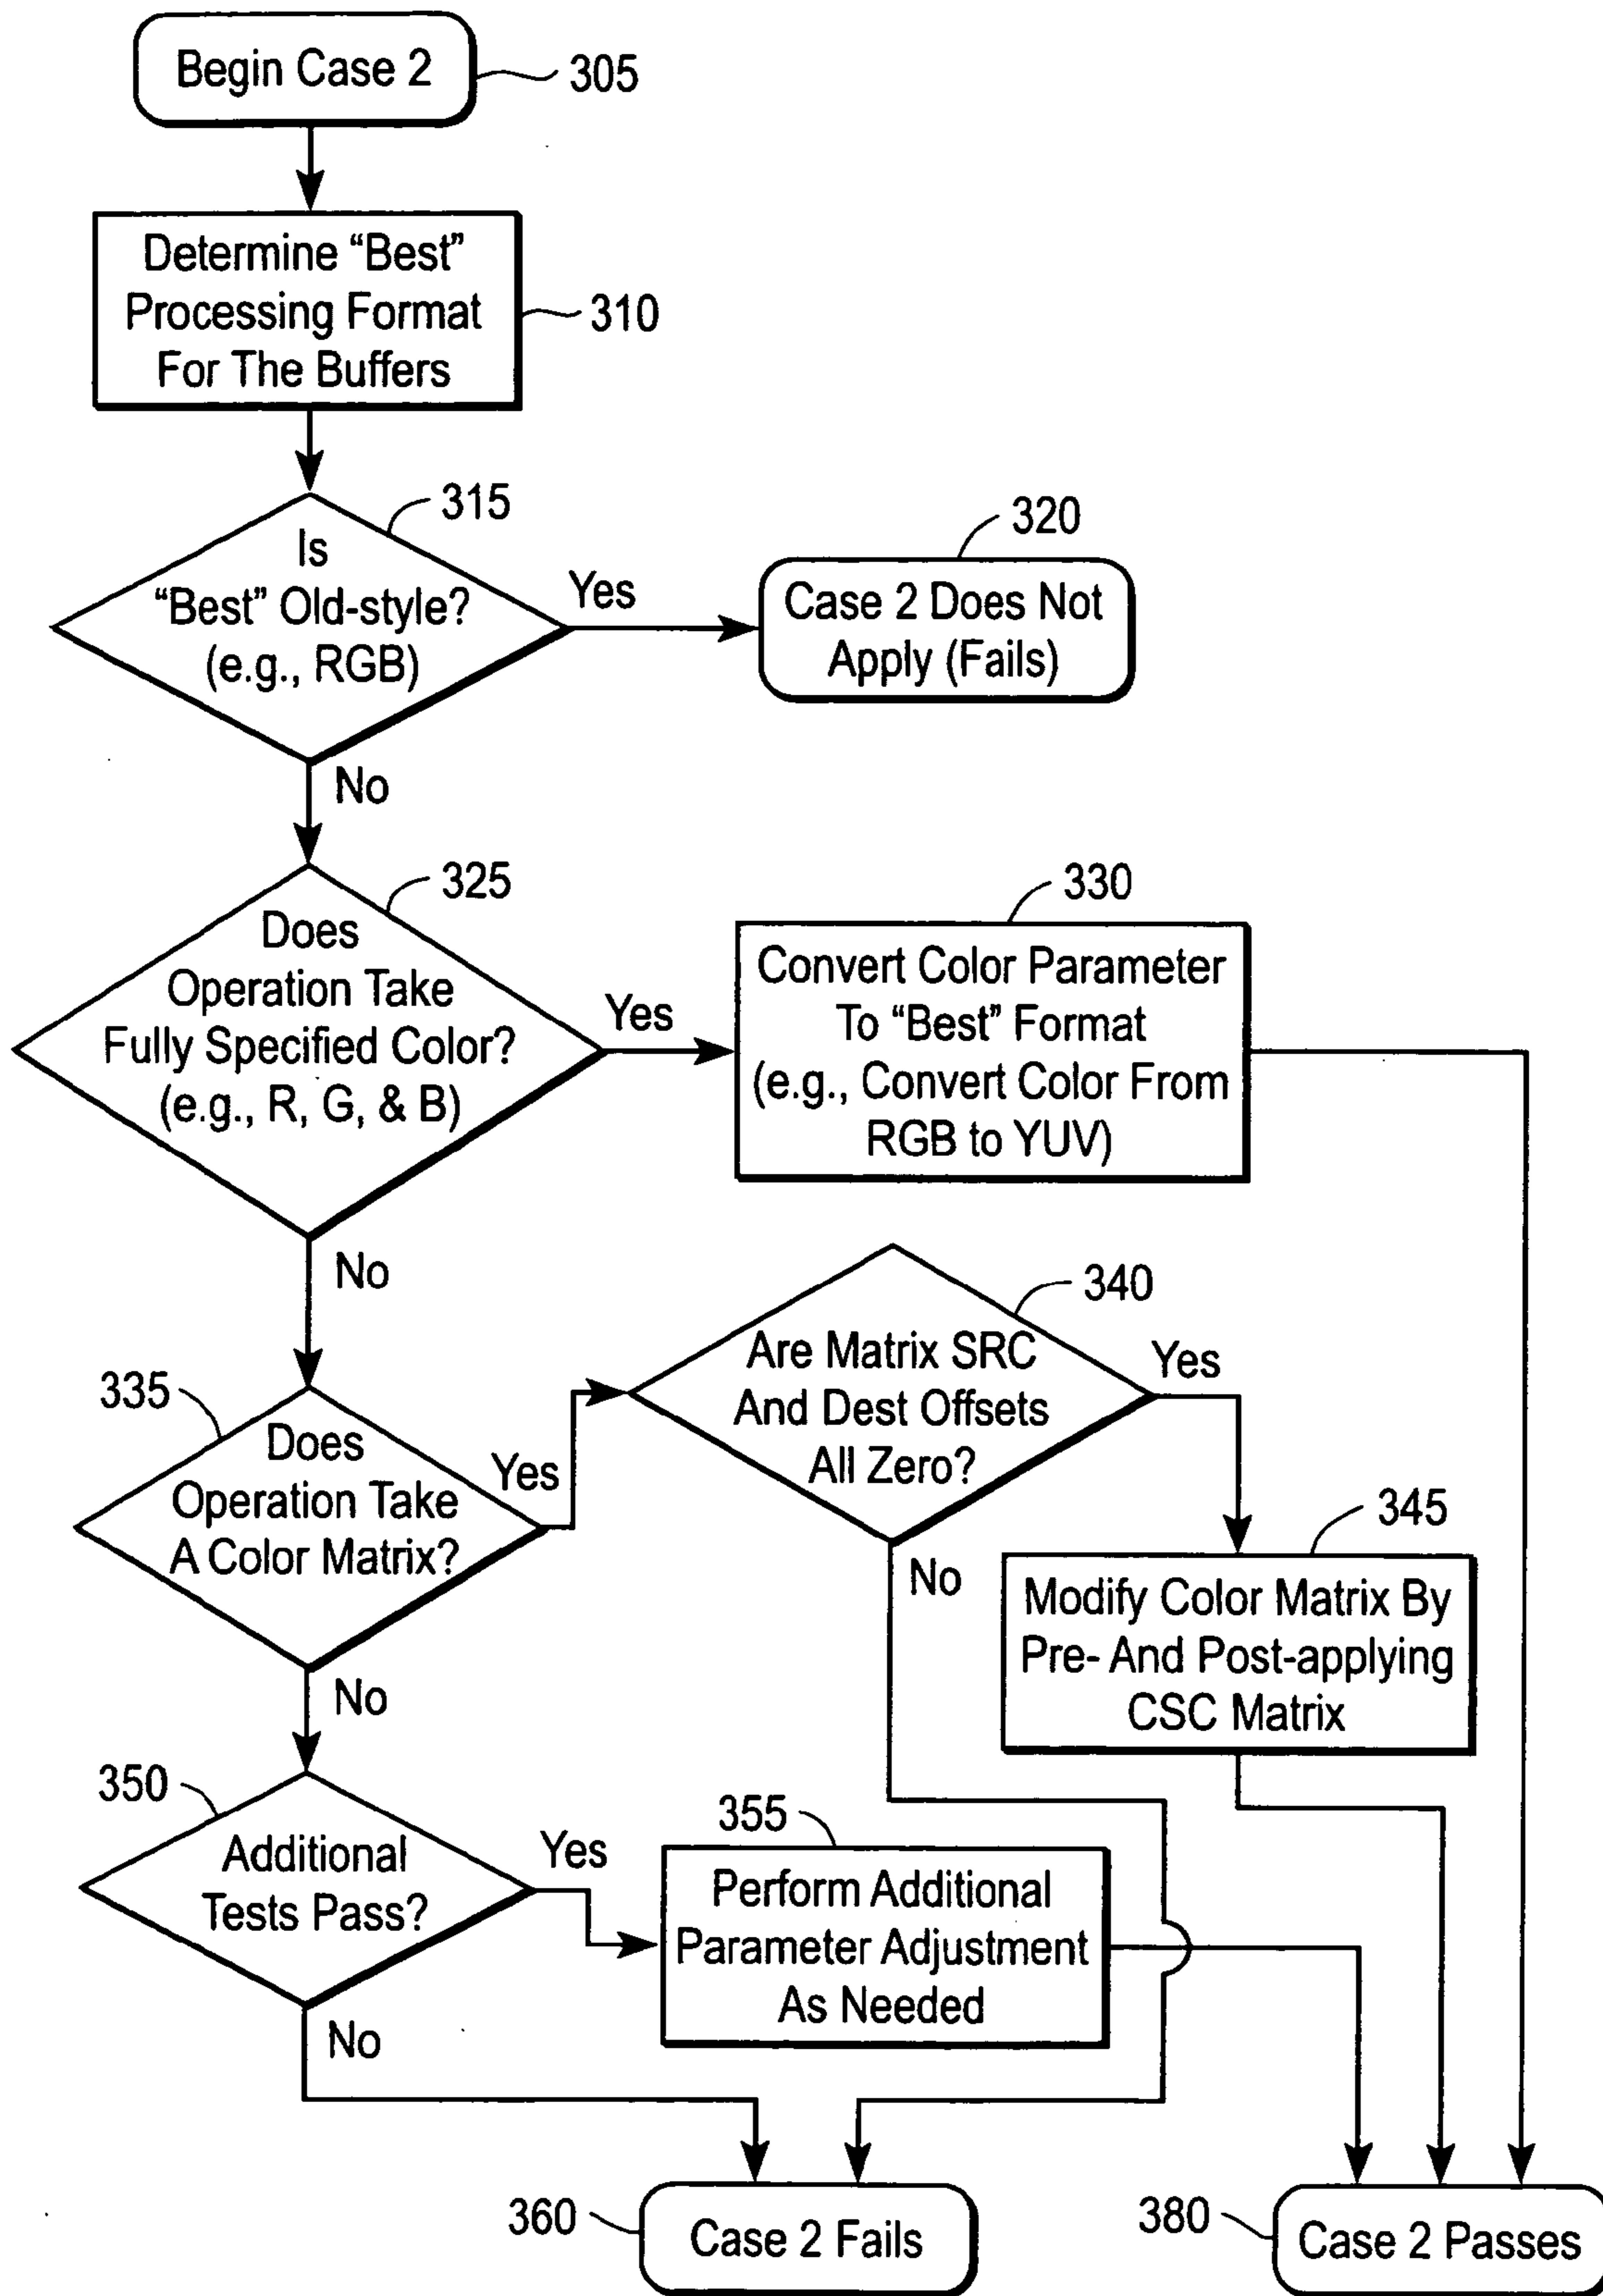 Begin Case 2
305
Determine “Best”
Processing Format
For The Buffers
310
315
Is
“Best” Old-style?
(e.g., RGB)
Yes
320
Case 2 Does Not
Apply (Fails)
No
325
Does
Operation Take
Fully Specified Color?
(e.g., R, G, & B)
Yes
330
Convert Color Parameter
To “Best” Format
(e.g., Convert Color From
RGB to YUV)
No
335
Does
Operation Take
A Color Matrix?
Yes
340
Are Matrix SRC
And Dest Offsets
All Zero?
Yes
No
345
Modify Color Matrix By
Pre- And Post-applying
CSC Matrix
No
350
Additional
Tests Pass?
Yes
355
Perform Additional
Parameter Adjustment
As Needed
No
360
Case 2 Fails
380
Case 2 Passes